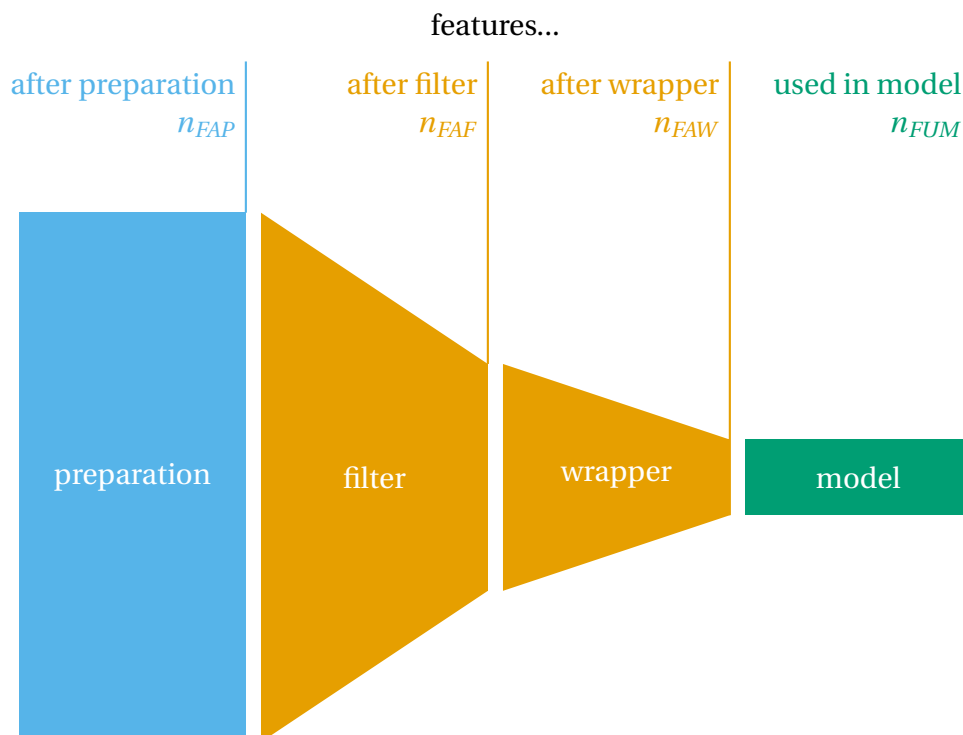 features...
after preparation
n_FAP
after filter
n_FAF
after wrapper
n_FAW
used in model
n_FUM
preparation
filter
wrapper
model